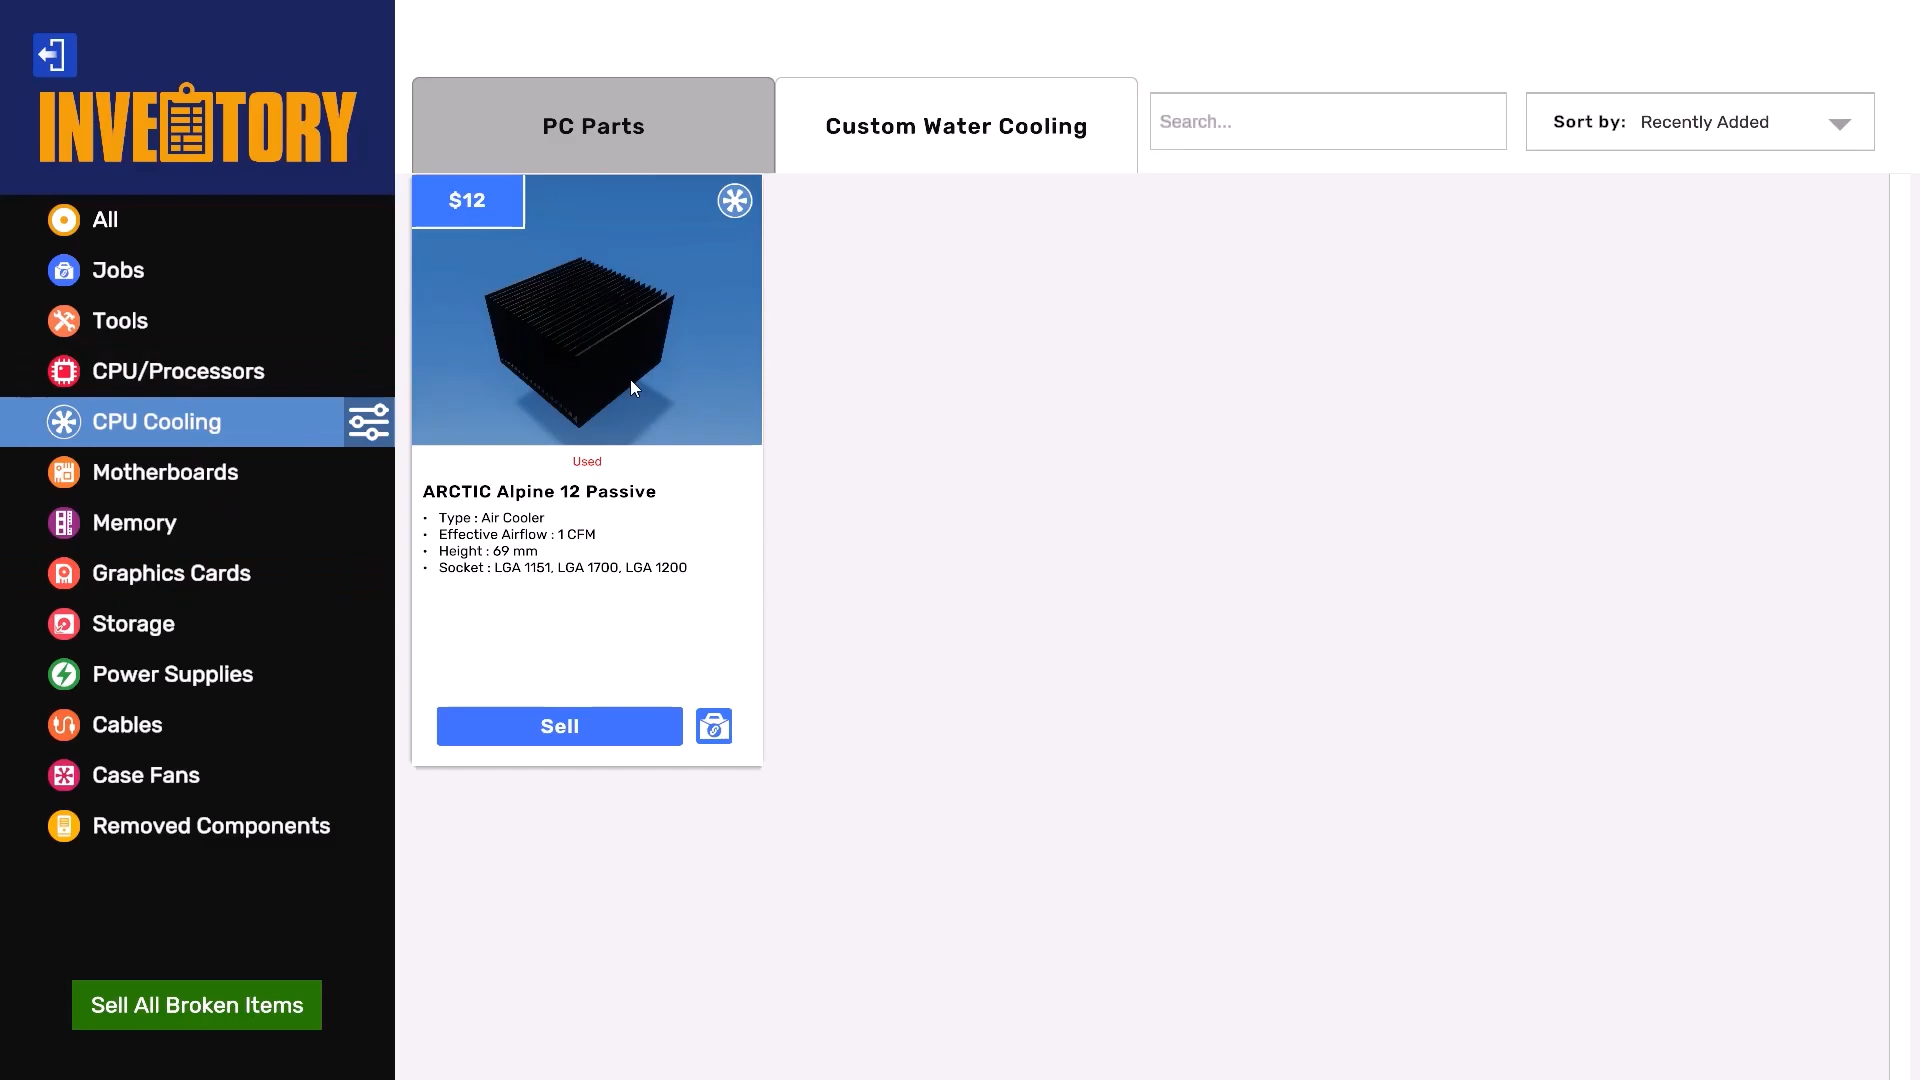 INVENTORY
All
Jobs
Tools
CPU/Processors
CPU Cooling
Motherboards
Memory
Graphics Cards
Storage
Power Supplies
Cables
Case Fans
Removed Components
Sell All Broken Items
PC Parts
Custom Water Cooling
Search...
Sort by: Recently Added
$12
Used
ARCTIC Alpine 12 Passive
• Type : Air Cooler
• Effective Airflow : 1 CFM
• Height : 69 mm
• Socket : LGA 1151, LGA 1700, LGA 1200
Sell